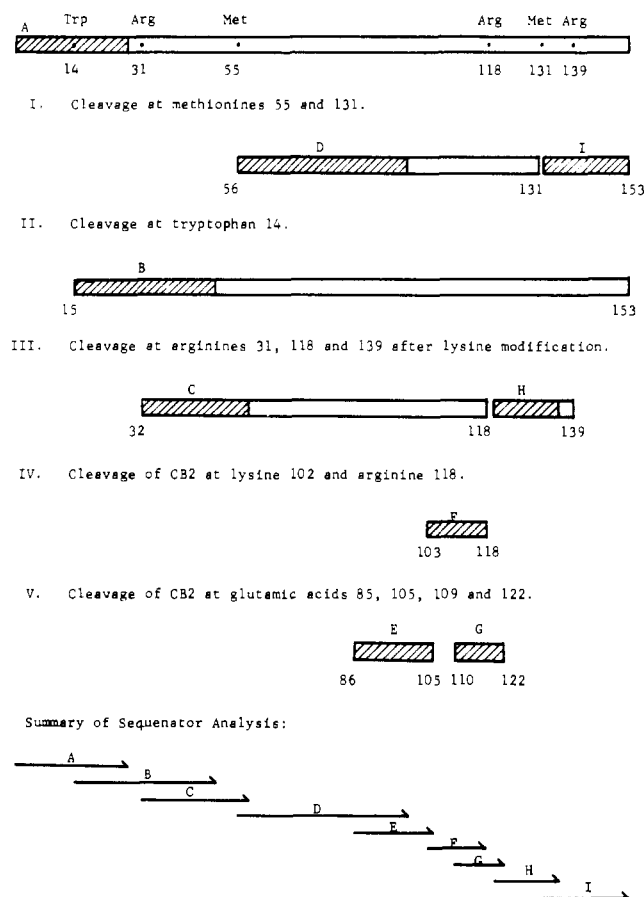 A Trp Arg Met Arg Met Arg
14 31 55 118 131 139
I. Cleavage at methionines 55 and 131.
D I
56 131 153
II. Cleavage at tryptophan 14.
B
15 153
III. Cleavage at arginines 31, 118 and 139 after lysine modification.
C H
32 118 139
IV. Cleavage of CB2 at lysine 102 and arginine 118.
F
103 118
V. Cleavage of CB2 at glutamic acids 85, 105, 109 and 122.
E G
86 105 110 122
Summary of Sequenator Analysis:
A
B
C
D
E
F
G
H
I